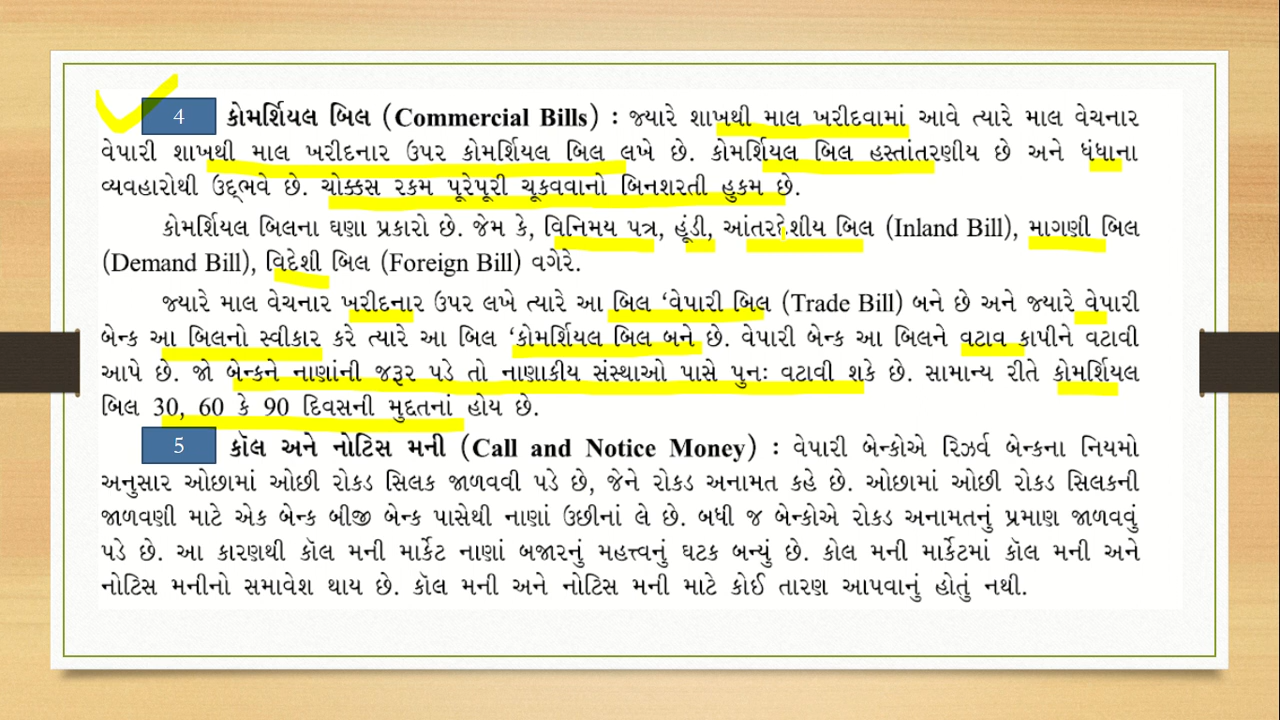 4 કોમર્શિયલ બિલ (Commercial Bills) : જ્યારે શાખથી માલ ખરીદવામાં આવે ત્યારે માલ વેચનાર
વેપારી શાખથી માલ ખરીદનાર ઉપર કોમર્શિયલ બિલ લખે છે. કોમર્શિયલ બિલ હસ્તાંતરણીય છે અને ધંધાના
વ્યવહારોથી ઉદ્ભવે છે. ચોક્કસ રકમ પૂરેપૂરી ચૂકવવાનો બિનશરતી હુકમ છે.
કોમર્શિયલ બિલના ઘણા પ્રકારો છે. જેમ કે, વિનિમય પત્ર, હૂંડી, આંતરદેશીય બિલ (Inland Bill), માગણી બિલ
(Demand Bill), વિદેશી બિલ (Foreign Bill) વગેરે.
જ્યારે માલ વેચનાર ખરીદનાર ઉપર લખે ત્યારે આ બિલ ‘વેપારી બિલ (Trade Bill) બને છે અને જ્યારે વેપારી
બેન્ક આ બિલનો સ્વીકાર કરે ત્યારે આ બિલ ‘કોમર્શિયલ બિલ બને છે. વેપારી બેન્ક આ બિલને વટાવ કાપીને વટાવી
આપે છે. જો બેન્કને નાણાંની જરૂર પડે તો નાણાકીય સંસ્થાઓ પાસે પુનઃ વટાવી શકે છે. સામાન્ય રીતે કોમર્શિયલ
બિલ 30, 60 કે 90 દિવસની મુદ્દતનાં હોય છે.
5 કૉલ અને નોટિસ મની (Call and Notice Money) : વેપારી બેન્કોએ રિઝર્વ બેન્કના નિયમો
અનુસાર ઓછામાં ઓછી રોકડ સિલક જાળવવી પડે છે, જેને રોકડ અનામત કહે છે. ઓછામાં ઓછી રોકડ સિલકની
જાળવણી માટે એક બેન્ક બીજી બેન્ક પાસેથી નાણાં ઉછીનાં લે છે. બધી જ બેન્કોએ રોકડ અનામતનું પ્રમાણ જાળવવું
પડે છે. આ કારણથી કૉલ મની માર્કેટ નાણાં બજારનું મહત્ત્વનું ઘટક બન્યું છે. કોલ મની માર્કેટમાં કૉલ મની અને
નોટિસ મનીનો સમાવેશ થાય છે. કૉલ મની અને નોટિસ મની માટે કોઈ તારણ આપવાનું હોતું નથી.